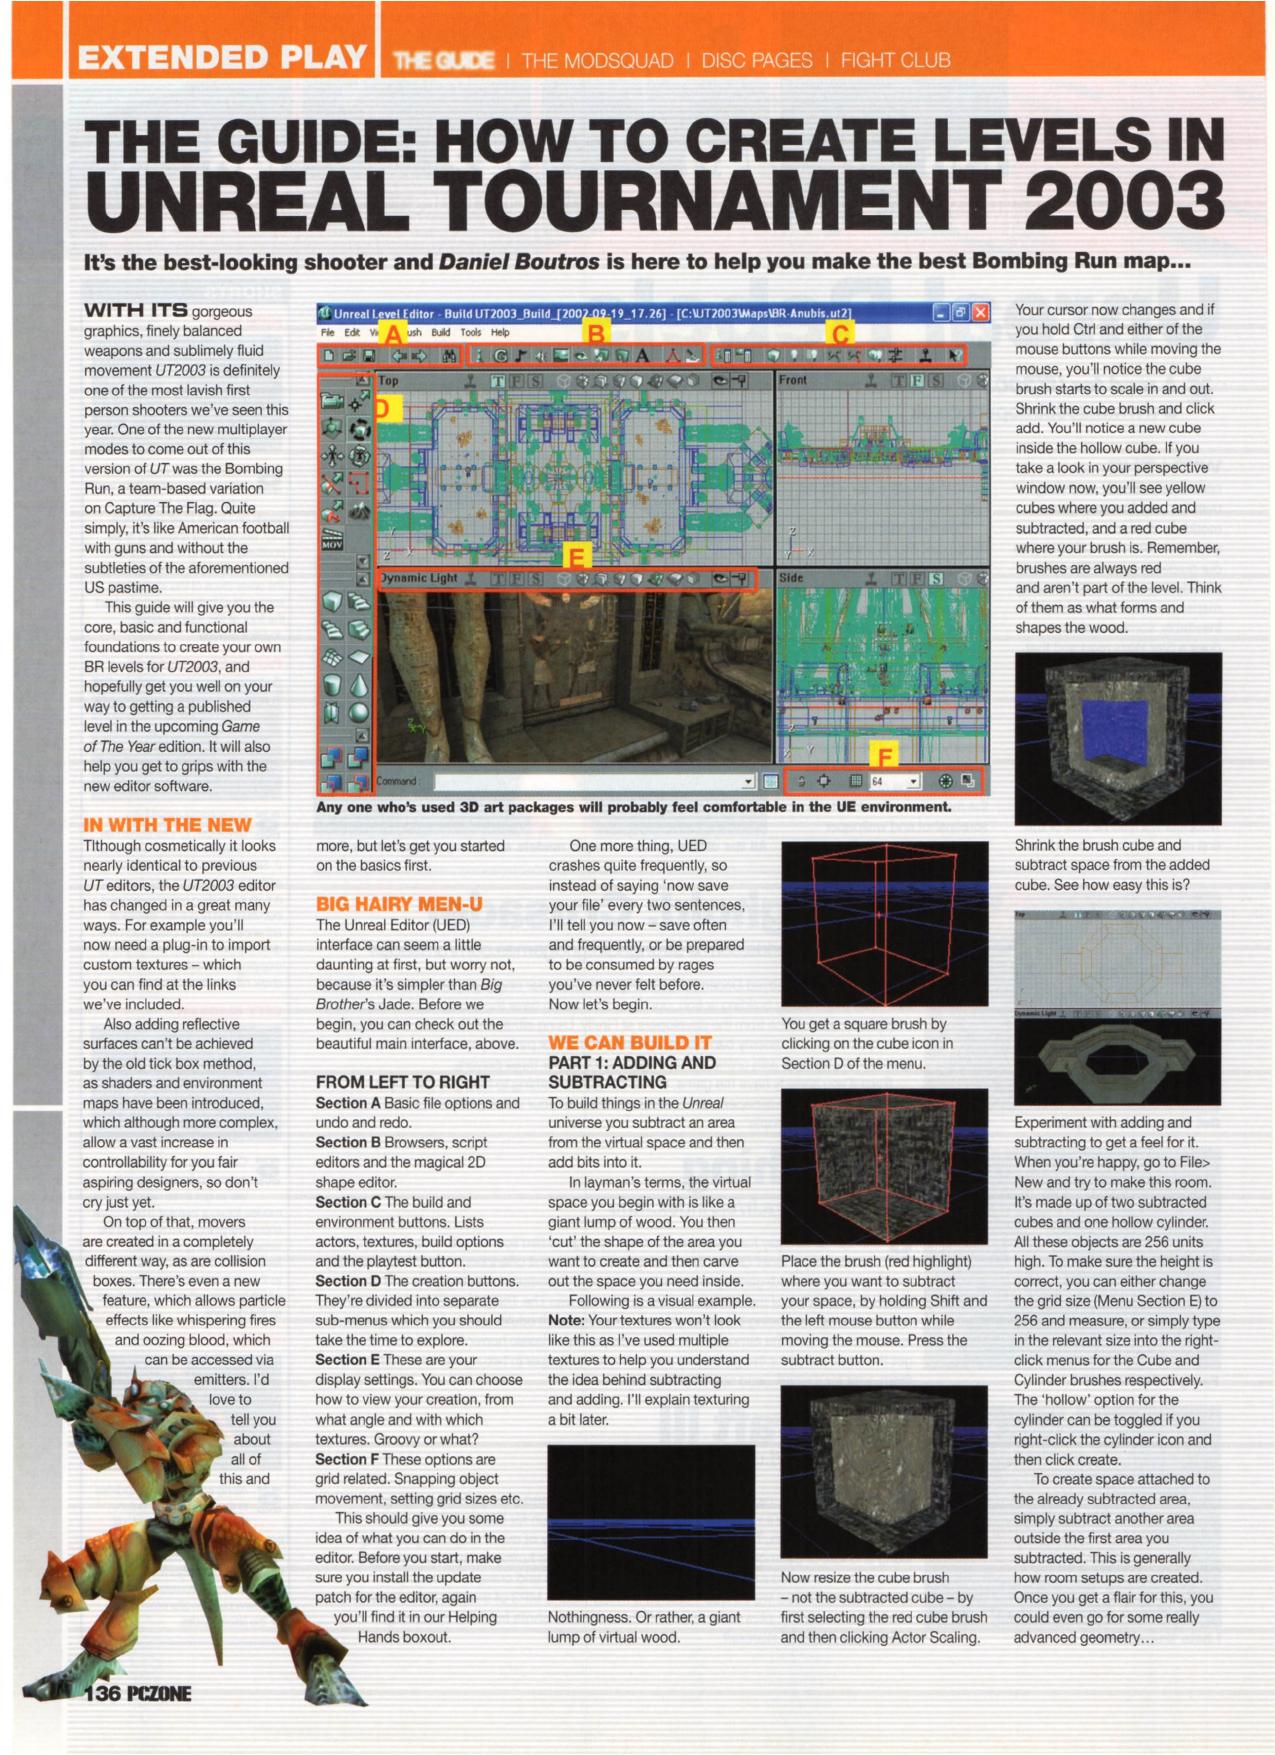 EXTENDED PLAY
THE GUIDE | THE MODSQUAD | DISC PAGES | FIGHT CLUB
THE GUIDE: HOW TO CREATE LEVELS IN
UNREAL TOURNAMENT 2003
It's the best-looking shooter and Daniel Boutros is here to help you make the best Bombing Run map...
WITH ITS gorgeous
graphics, finely balanced
weapons and sublimely fluid
movement UT2003 is definitely
one of the most lavish first
person shooters we've seen this
year. One of the new multiplayer
modes to come out of this
version of UT was the Bombing
Run, a team-based variation
on Capture The Flag. Quite
simply, it's like American football
with guns and without the
subtleties of the aforementioned
US pastime.
This guide will give you the
core, basic and functional
foundations to create your own
BR levels for UT2003, and
hopefully get you well on your
way to getting a published
level in the upcoming Game
of The Year edition. It will also
help you get to grips with the
new editor software.
IN WITH THE NEW
Tlthough cosmetically it looks
nearly identical to previous
UT editors, the UT2003 editor
has changed in a great many
ways. For example you'll
now need a plug-in to import
custom textures – which
you can find at the links
we've included.
Also adding reflective
surfaces can't be achieved
by the old tick box method,
as shaders and environment
maps have been introduced,
which although more complex,
allow a vast increase in
controllability for you fair
aspiring designers, so don't
cry just yet.
On top of that, movers
are created in a completely
different way, as are collision
boxes. There's even a new
feature, which allows particle
effects like whispering fires
and oozing blood, which
can be accessed via
emitters. I'd
love to
tell you
about
all of
this and
Unreal Level Editor - Build UT2003_Build_[2002-09-19_17.26] - [C:\UT2003\Maps\BR-Anubis.ut2]
File Edit Build Tools Help
A
B
C
Top
T F S
Front
T F S
D
MOV
E
Dynamic Light
T F S
Side
T F S
F
Command :
64
Any one who's used 3D art packages will probably feel comfortable in the UE environment.
more, but let's get you started
on the basics first.
BIG HAIRY MEN-U
The Unreal Editor (UED)
interface can seem a little
daunting at first, but worry not,
because it's simpler than Big
Brother's Jade. Before we
begin, you can check out the
beautiful main interface, above.
FROM LEFT TO RIGHT
Section A Basic file options and
undo and redo.
Section B Browsers, script
editors and the magical 2D
shape editor.
Section C The build and
environment buttons. Lists
actors, textures, build options
and the playtest button.
Section D The creation buttons.
They're divided into separate
sub-menus which you should
take the time to explore.
Section E These are your
display settings. You can choose
how to view your creation, from
what angle and with which
textures. Groovy or what?
Section F These options are
grid related. Snapping object
movement, setting grid sizes etc.
This should give you some
idea of what you can do in the
editor. Before you start, make
sure you install the update
patch for the editor, again
you'll find it in our Helping
Hands boxout.
One more thing, UED
crashes quite frequently, so
instead of saying 'now save
your file' every two sentences,
I'll tell you now – save often
and frequently, or be prepared
to be consumed by rages
you've never felt before.
Now let's begin.
WE CAN BUILD IT
PART 1: ADDING AND
SUBTRACTING
To build things in the Unreal
universe you subtract an area
from the virtual space and then
add bits into it.
In layman's terms, the virtual
space you begin with is like a
giant lump of wood. You then
'cut' the shape of the area you
want to create and then carve
out the space you need inside.
Following is a visual example.
Note: Your textures won't look
like this as I've used multiple
textures to help you understand
the idea behind subtracting
and adding. I'll explain texturing
a bit later.
Nothingness. Or rather, a giant
lump of virtual wood.
You get a square brush by
clicking on the cube icon in
Section D of the menu.
Place the brush (red highlight)
where you want to subtract
your space, by holding Shift and
the left mouse button while
moving the mouse. Press the
subtract button.
Now resize the cube brush
– not the subtracted cube – by
first selecting the red cube brush
and then clicking Actor Scaling.
Your cursor now changes and if
you hold Ctrl and either of the
mouse buttons while moving the
mouse, you'll notice the cube
brush starts to scale in and out.
Shrink the cube brush and click
add. You'll notice a new cube
inside the hollow cube. If you
take a look in your perspective
window now, you'll see yellow
cubes where you added and
subtracted, and a red cube
where your brush is. Remember,
brushes are always red
and aren't part of the level. Think
of them as what forms and
shapes the wood.
Shrink the brush cube and
subtract space from the added
cube. See how easy this is?
Top
Dynamic Light
Experiment with adding and
subtracting to get a feel for it.
When you're happy, go to File>
New and try to make this room.
It's made up of two subtracted
cubes and one hollow cylinder.
All these objects are 256 units
high. To make sure the height is
correct, you can either change
the grid size (Menu Section E) to
256 and measure, or simply type
in the relevant size into the right-
click menus for the Cube and
Cylinder brushes respectively.
The 'hollow' option for the
cylinder can be toggled if you
right-click the cylinder icon and
then click create.
To create space attached to
the already subtracted area,
simply subtract another area
outside the first area you
subtracted. This is generally
how room setups are created.
Once you get a flair for this, you
could even go for some really
advanced geometry...
136 PCZONE